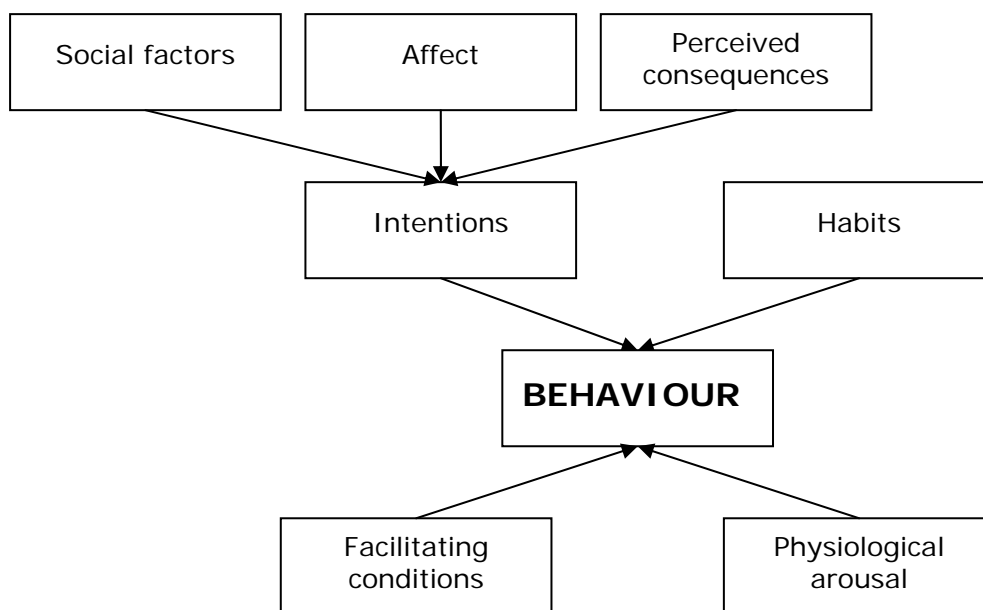 Social factors
Affect
Perceived
consequences
Intentions
Habits
BEHAVIOUR
Facilitating
conditions
Physiological
arousal